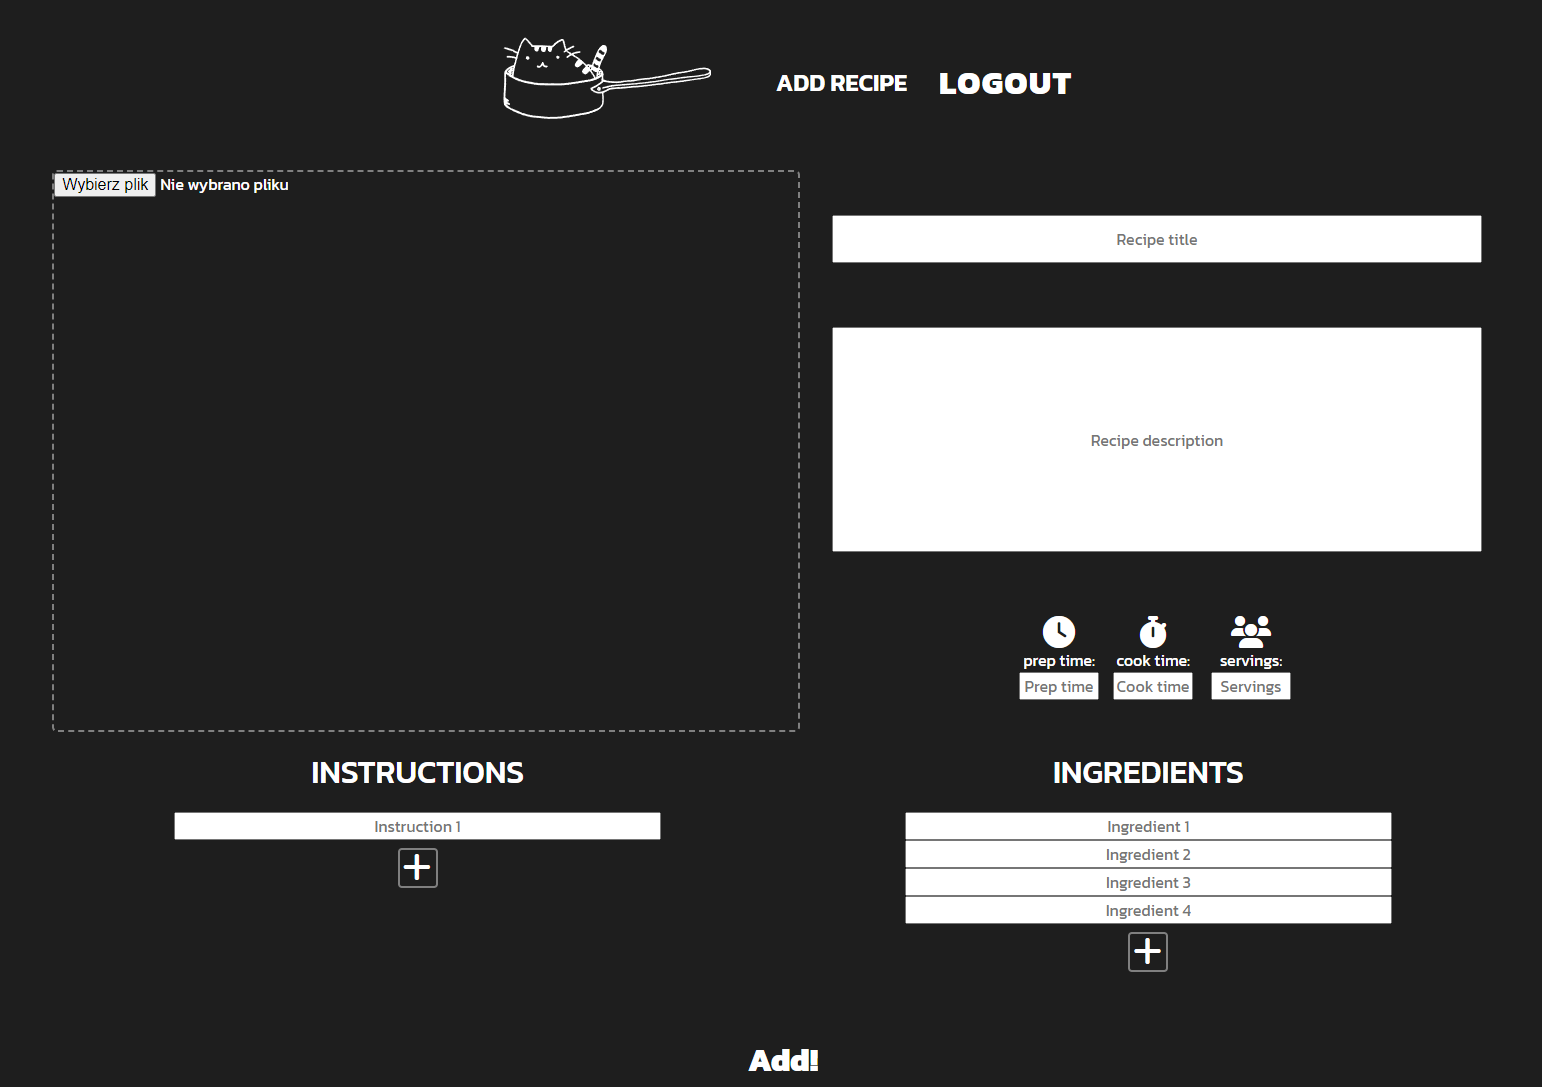 ADD RECIPE LOGOUT
Wybierz plik Nie wybrano pliku
Recipe title
Recipe description
prep time: cook time: servings:
Prep time Cook time Servings
INSTRUCTIONS
Instruction 1
INGREDIENTS
Ingredient 1
Ingredient 2
Ingredient 3
Ingredient 4
Add!